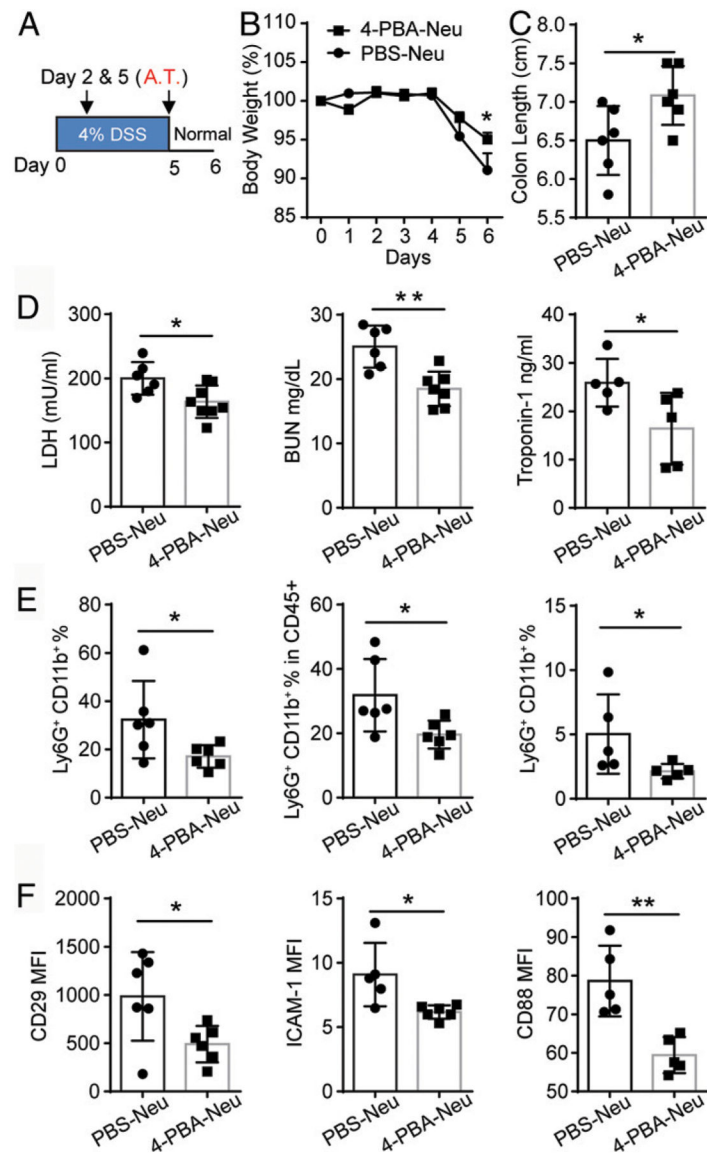 A
Day 2 & 5 (A.T.)
4% DSS
Normal
Day 0
5
6
B
4-PBA-Neu
PBS-Neu
Body Weight (%)
110
105
100
95
90
85
*
0 1 2 3 4 5 6
Days
C
Colon Length (cm)
8.0
7.5
7.0
6.5
6.0
5.5
*
PBS-Neu
4-PBA-Neu
D
LDH (mU/ml)
300
200
100
0
*
PBS-Neu
4-PBA-Neu
BUN mg/dL
30
20
10
0
**
PBS-Neu
4-PBA-Neu
Troponin-1 ng/ml
40
30
20
10
0
*
PBS-Neu
4-PBA-Neu
E
Ly6G+ CD11b+ %
80
60
40
20
0
*
PBS-Neu
4-PBA-Neu
Ly6G+ CD11b+ % in CD45+
60
40
20
0
*
PBS-Neu
4-PBA-Neu
Ly6G+ CD11b+ %
15
10
5
0
*
PBS-Neu
4-PBA-Neu
F
CD29 MFI
2000
1500
1000
500
0
*
PBS-Neu
4-PBA-Neu
ICAM-1 MFI
15
10
5
0
*
PBS-Neu
4-PBA-Neu
CD88 MFI
100
90
80
70
60
50
**
PBS-Neu
4-PBA-Neu